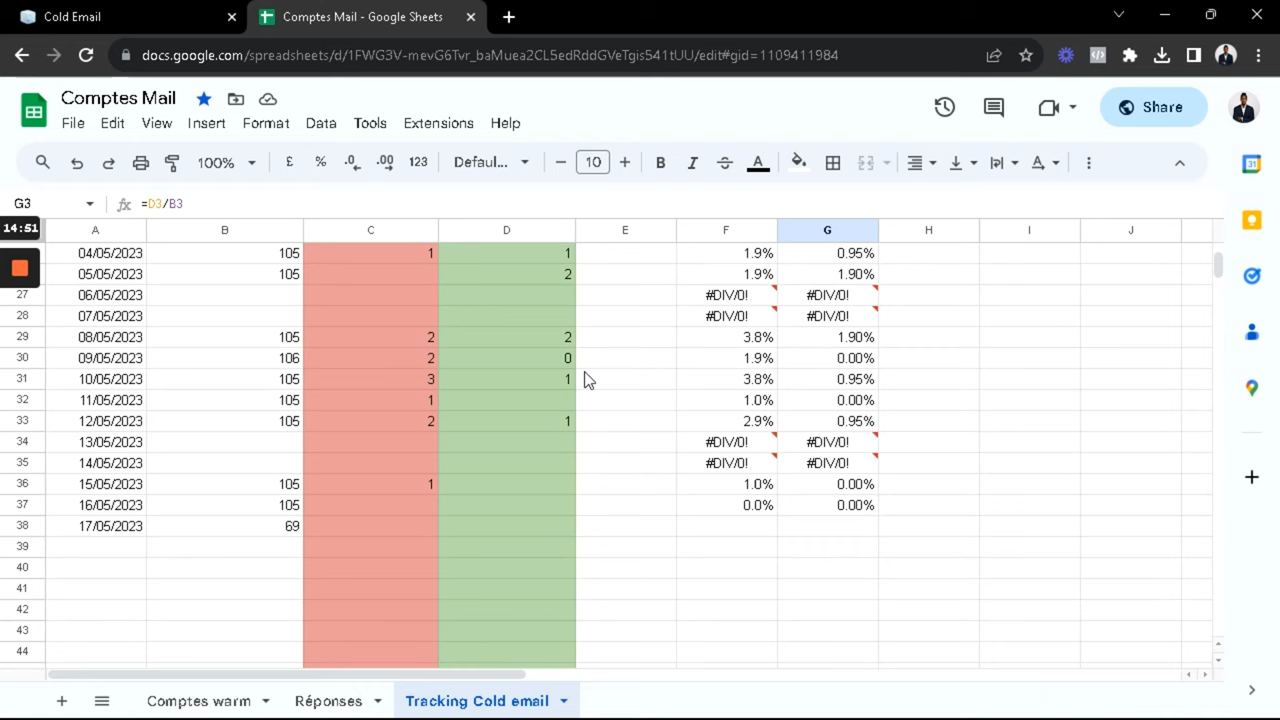 Cold Email
Comptes Mail - Google Sheets
docs.google.com/spreadsheets/d/1FWG3V-mevG6Tvr_baMuea2CL5edRddGVeTgis541tUU/edit#gid=1109411984
Comptes Mail
File Edit View Insert Format Data Tools Extensions Help
Share
100% £ % .0 .00 123 Defaul... 10 B I S A
G3 fx =D3/B3
14:51
A B C D E F G H I J
04/05/2023 105 1 1 1.9% 0.95%
05/05/2023 105 2 1.9% 1.90%
27 06/05/2023 #DIV/0! #DIV/0!
28 07/05/2023 #DIV/0! #DIV/0!
29 08/05/2023 105 2 2 3.8% 1.90%
30 09/05/2023 106 2 0 1.9% 0.00%
31 10/05/2023 105 3 1 3.8% 0.95%
32 11/05/2023 105 1 1.0% 0.00%
33 12/05/2023 105 2 1 2.9% 0.95%
34 13/05/2023 #DIV/0! #DIV/0!
35 14/05/2023 #DIV/0! #DIV/0!
36 15/05/2023 105 1 1.0% 0.00%
37 16/05/2023 105 0.0% 0.00%
38 17/05/2023 69
39
40
41
42
43
44
Comptes warm Réponses Tracking Cold email